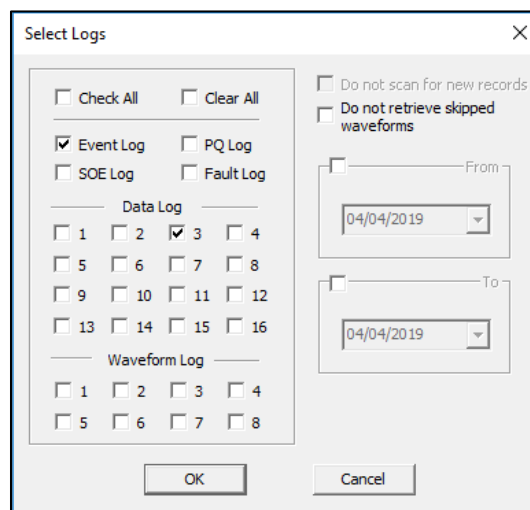 Select Logs
Check All Clear All
Event Log PQ Log
SOE Log Fault Log
Data Log
1 2 3 4
5 6 7 8
9 10 11 12
13 14 15 16
Waveform Log
1 2 3 4
5 6 7 8
Do not scan for new records
Do not retrieve skipped
waveforms
From
04/04/2019
To
04/04/2019
OK Cancel